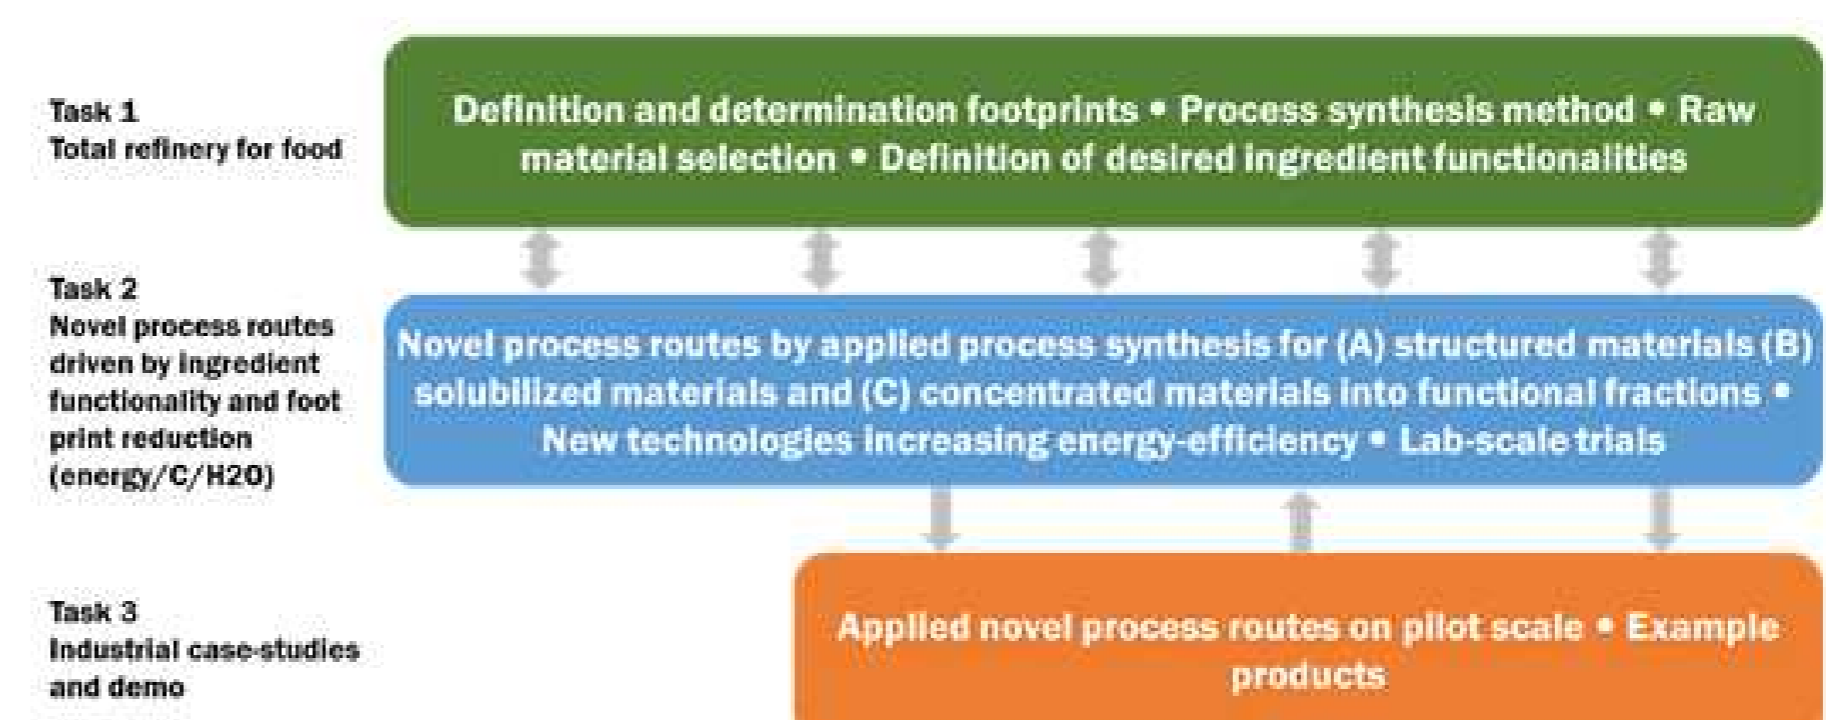 Task 1
Total refinery for food
Definition and determination footprints • Process synthesis method • Raw
material selection • Definition of desired ingredient functionalities
Task 2
Novel process routes
driven by ingredient
functionality and foot
print reduction
(energy/C/H2O)
Novel process routes by applied process synthesis for (A) structured materials (B)
solubilized materials and (C) concentrated materials into functional fractions •
New technologies increasing energy-efficiency • Lab-scale trials
Task 3
Industrial case-studies
and demo
Applied novel process routes on pilot scale • Example
products